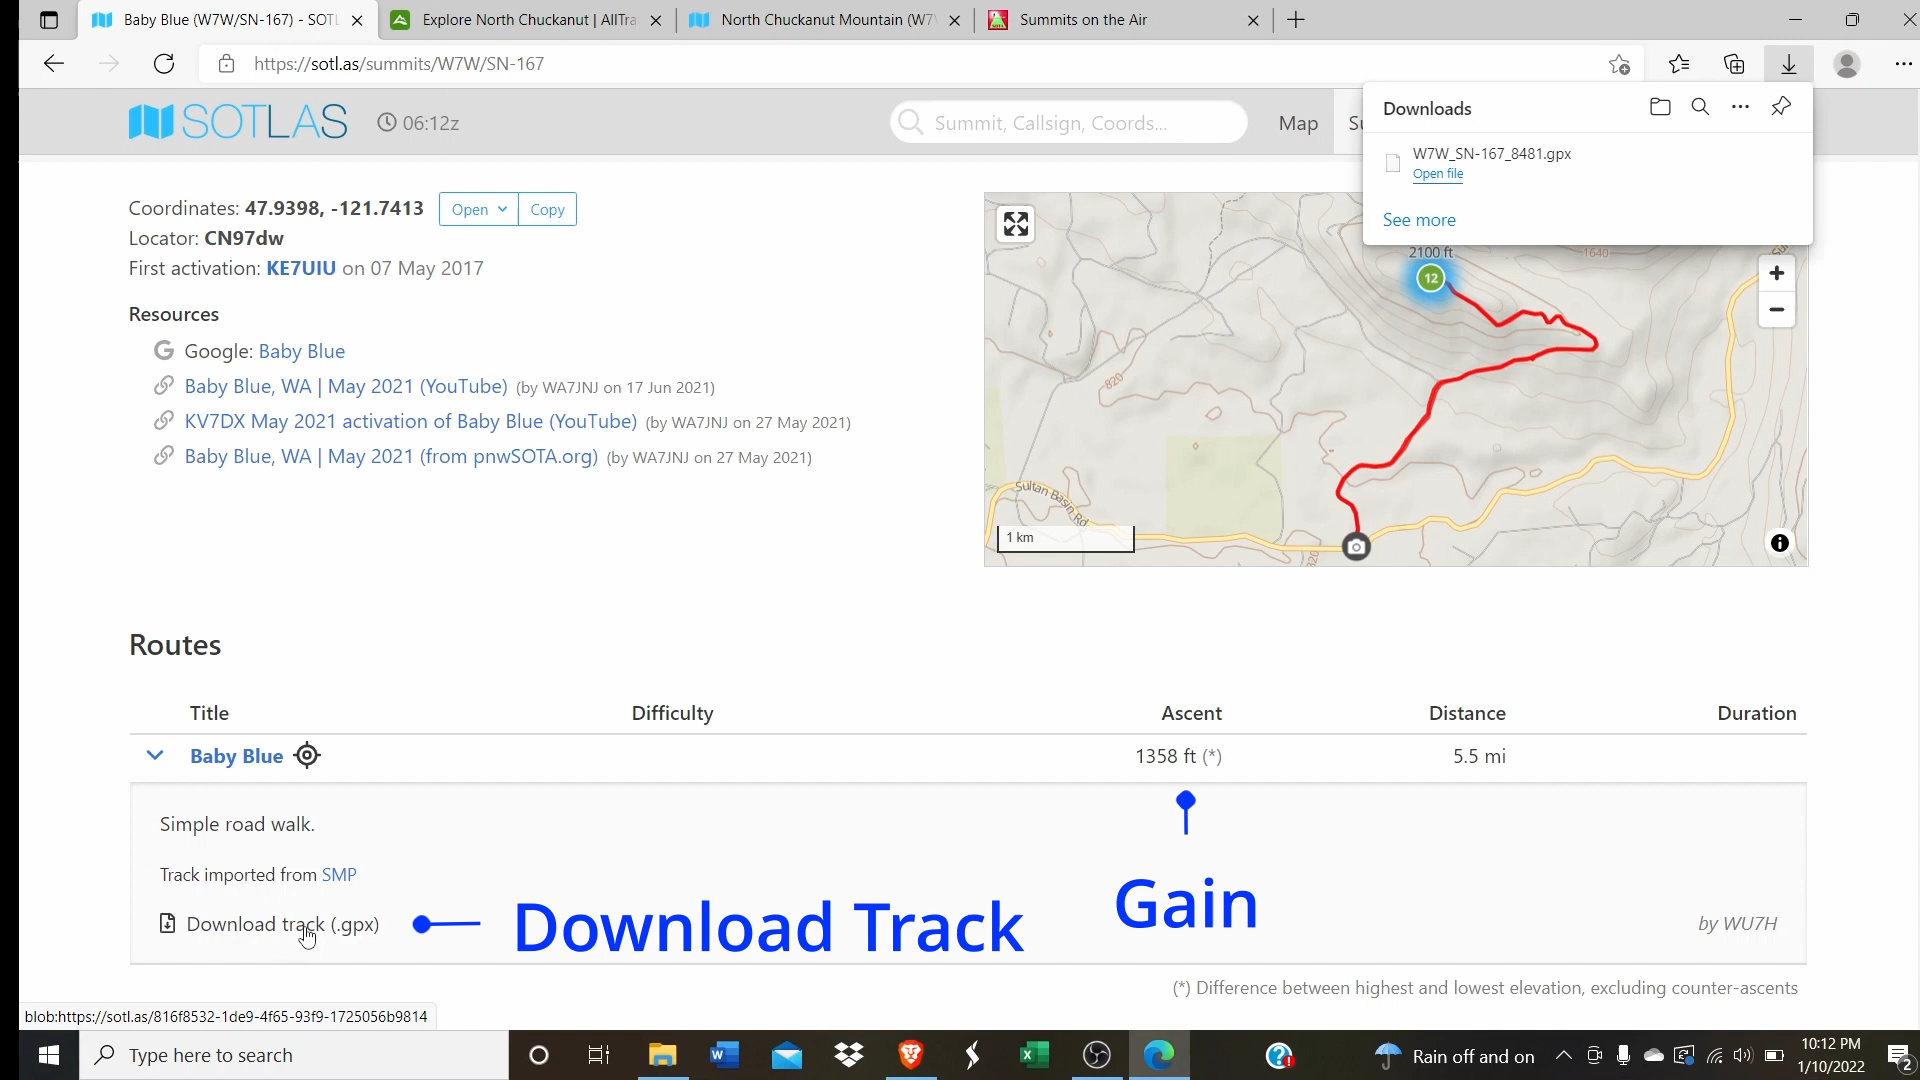 Baby Blue (W7W/SN-167) - SOTL
Explore North Chuckanut | AllTra
North Chuckanut Mountain (W7
Summits on the Air
https://sotl.as/summits/W7W/SN-167
SOTLAS
06:12z
Summit, Callsign, Coords...
Map
Su
Downloads
W7W_SN-167_8481.gpx
Open file
See more
Coordinates: 47.9398, -121.7413
Open
Copy
Locator: CN97dw
First activation: KE7UIU on 07 May 2017
Resources
Google: Baby Blue
Baby Blue, WA | May 2021 (YouTube) (by WA7JNJ on 17 Jun 2021)
KV7DX May 2021 activation of Baby Blue (YouTube) (by WA7JNJ on 27 May 2021)
Baby Blue, WA | May 2021 (from pnwSOTA.org) (by WA7JNJ on 27 May 2021)
2100 ft
12
1640
820
Sultan Basin Rd
1 km
820
Routes
Title Difficulty Ascent Distance Duration
Baby Blue 1358 ft (*) 5.5 mi
Simple road walk.
Track imported from SMP
Download track (.gpx)
Download Track
Gain
by WU7H
(*) Difference between highest and lowest elevation, excluding counter-ascents
blob:https://sotl.as/816f8532-1de9-4f65-93f9-1725056b9814
Type here to search
Rain off and on
10:12 PM
1/10/2022
2